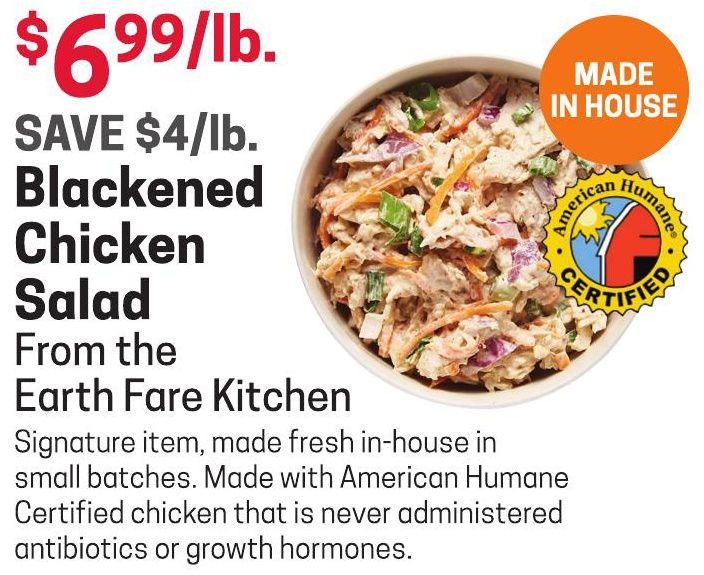 $6.99/lb.
SAVE $4/lb.
Blackened
Chicken
Salad
From the
Earth Fare Kitchen
Signature item, made fresh in-house in
small batches. Made with American Humane
Certified chicken that is never administered
antibiotics or growth hormones.
MADE
IN HOUSE
American Humane®
CERTIFIED